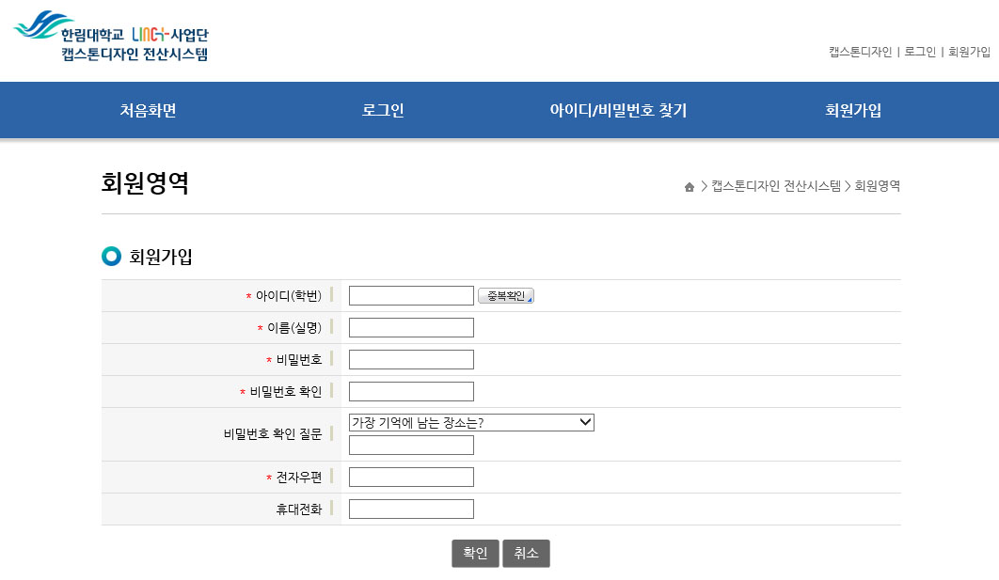 한림대학교 LINC+사업단
캡스톤디자인 전산시스템
캡스톤디자인 | 로그인 | 회원가입
처음화면 로그인 아이디/비밀번호 찾기 회원가입
회원영역
> 캡스톤디자인 전산시스템 > 회원영역
회원가입
* 아이디(학번) 중복확인
* 이름(실명)
* 비밀번호
* 비밀번호 확인
비밀번호 확인 질문 가장 기억에 남는 장소는?
* 전자우편
휴대전화
확인 취소